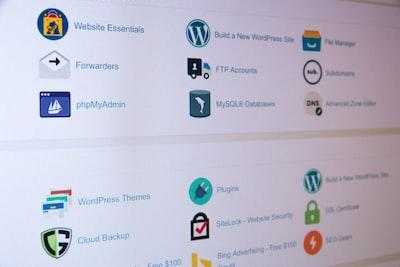 Website Essentials
Build a New WordPress Site
File Manager
Forwarders
FTP Accounts
sub.
Subdomains
phpMyAdmin
MySQL® Databases
DNS
Advanced Zone Editor
WordPress Themes
Plugins
Build a New WordPress Site
Cloud Backup
SiteLock - Website Security
SSL Certificate
Free $100
Bing Advertising - Free $100
SEO Gears